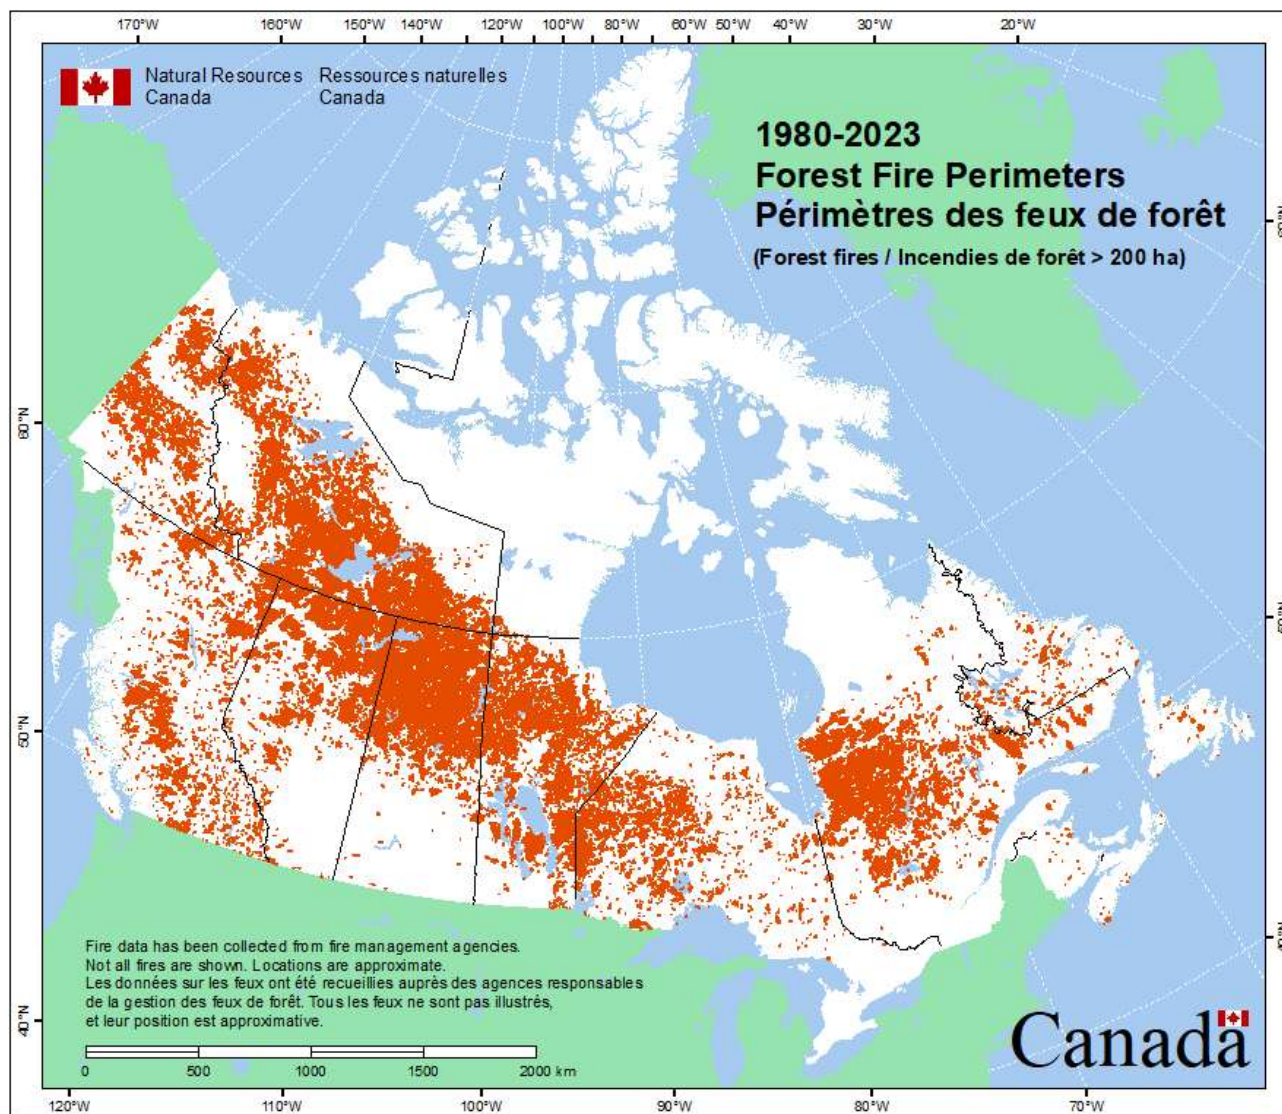 170°W 160°W 150°W 140°W 120°W 110°W 100°W 80°W 60°W 50°W 40°W 30°W 20°W
Natural Resources Ressources naturelles
Canada Canada
1980-2023
Forest Fire Perimeters
Périmètres des feux de forêt
(Forest fires / Incendies de forêt > 200 ha)
60°N
50°N
50°N
40°N
40°N
Fire data has been collected from fire management agencies.
Not all fires are shown. Locations are approximate.
Les données sur les feux ont été recueillies auprès des agences responsables
de la gestion des feux de forêt. Tous les feux ne sont pas illustrés,
et leur position est approximative.
Canada
0 500 1000 1500 2000 km
120°W 110°W 100°W 90°W 80°W 70°W